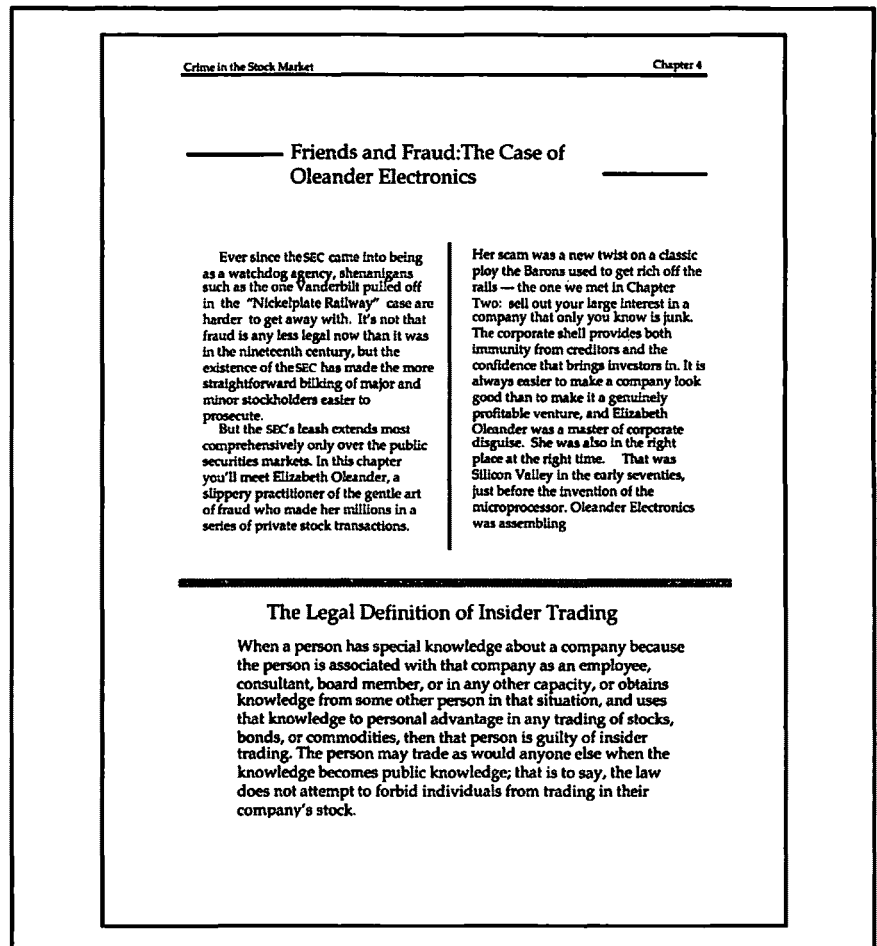 Crime in the Stock Market
Chapter 4
Friends and Fraud:The Case of
Oleander Electronics
Ever since theSEC came into being
as a watchdog agency, shenanigans
such as the one Vanderbilt pulled off
in the "Nickelplate Railway" case are
harder to get away with. It's not that
fraud is any less legal now than it was
in the nineteenth century, but the
existence of theSEC has made the more
straightforward bilking of major and
minor stockholders easier to
prosecute.
But the SEC's leash extends most
comprehensively only over the public
securities markets. In this chapter
you'll meet Elizabeth Oleander, a
slippery practitioner of the gentle art
of fraud who made her millions in a
series of private stock transactions.
Her scam was a new twist on a classic
ploy the Barons used to get rich off the
rails — the one we met in Chapter
Two: sell out your large interest in a
company that only you know is junk.
The corporate shell provides both
immunity from creditors and the
confidence that brings investors in. It is
always easier to make a company look
good than to make it a genuinely
profitable venture, and Elizabeth
Oleander was a master of corporate
disguise. She was also in the right
place at the right time. That was
Silicon Valley in the early seventies,
just before the invention of the
microprocessor. Oleander Electronics
was assembling
The Legal Definition of Insider Trading
When a person has special knowledge about a company because
the person is associated with that company as an employee,
consultant, board member, or in any other capacity, or obtains
knowledge from some other person in that situation, and uses
that knowledge to personal advantage in any trading of stocks,
bonds, or commodities, then that person is guilty of insider
trading. The person may trade as would anyone else when the
knowledge becomes public knowledge; that is to say, the law
does not attempt to forbid individuals from trading in their
company's stock.